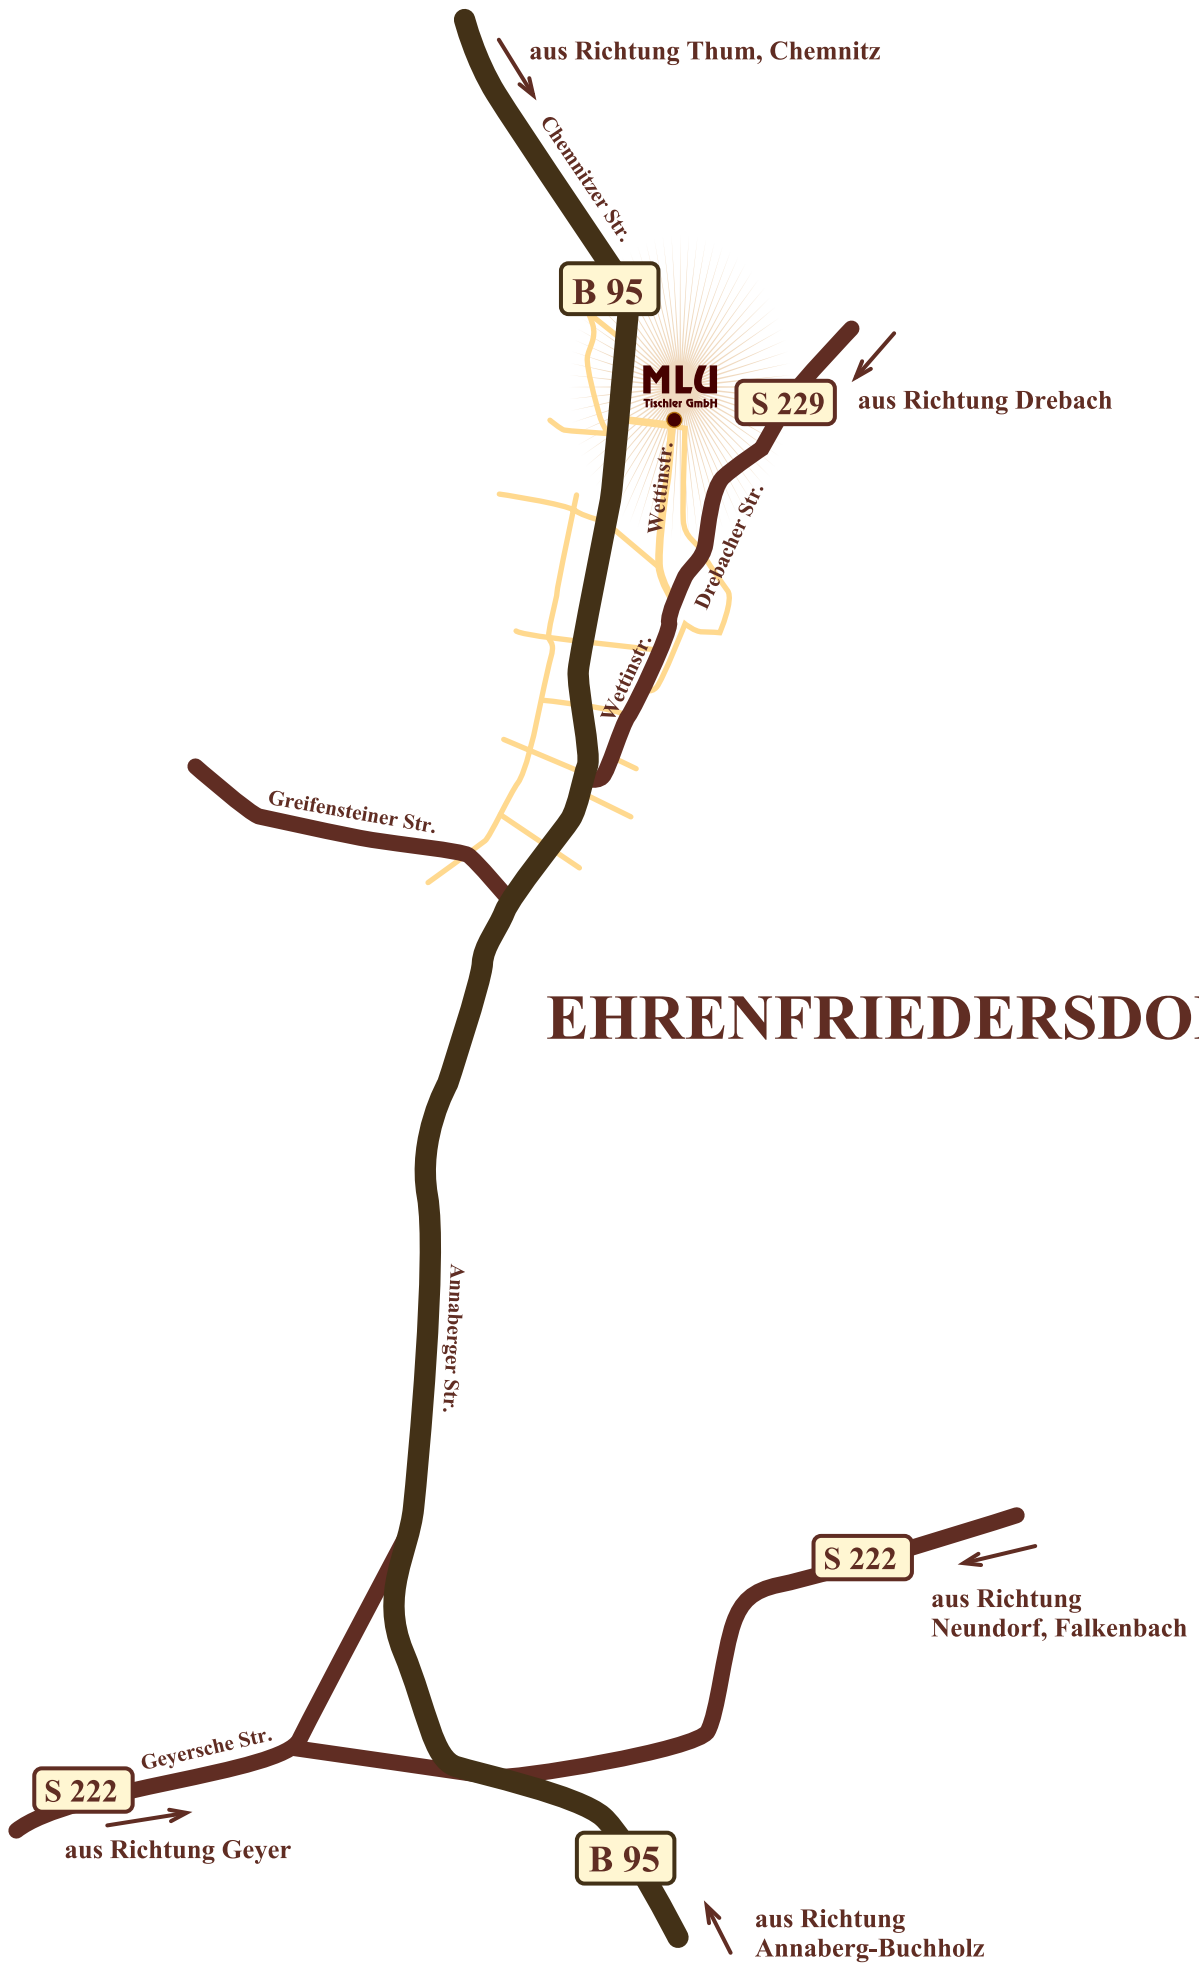 aus Richtung Thum, Chemnitz
Chemnitzer Str.
B 95
MLU
Tischler GmbH
S 229
aus Richtung Drebach
Wettinstr.
Drebacher Str.
Wettinstr.
Greifensteiner Str.
EHRENFRIEDERSDO
Annaberger Str.
S 222
aus Richtung
Neundorf, Falkenbach
Geyersche Str.
S 222
aus Richtung Geyer
B 95
aus Richtung
Annaberg-Buchholz